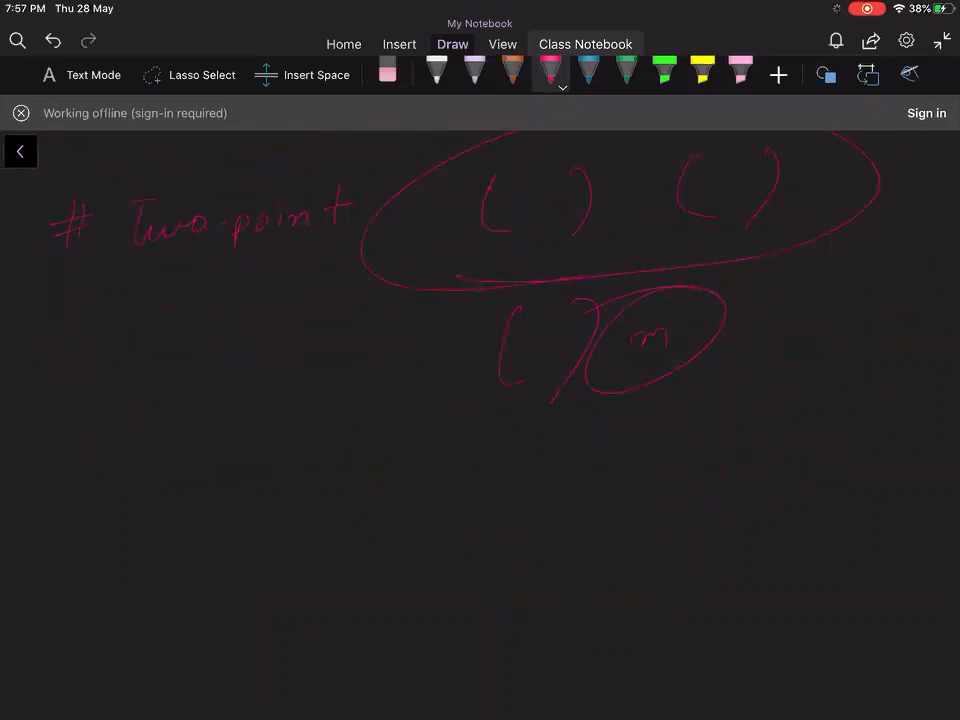 7:57 PM Thu 28 May
38%
My Notebook
Home Insert Draw View Class Notebook
A Text Mode Lasso Select Insert Space
Working offline (sign-in required) Sign in
# Two-point ( ) ( )
( ) m